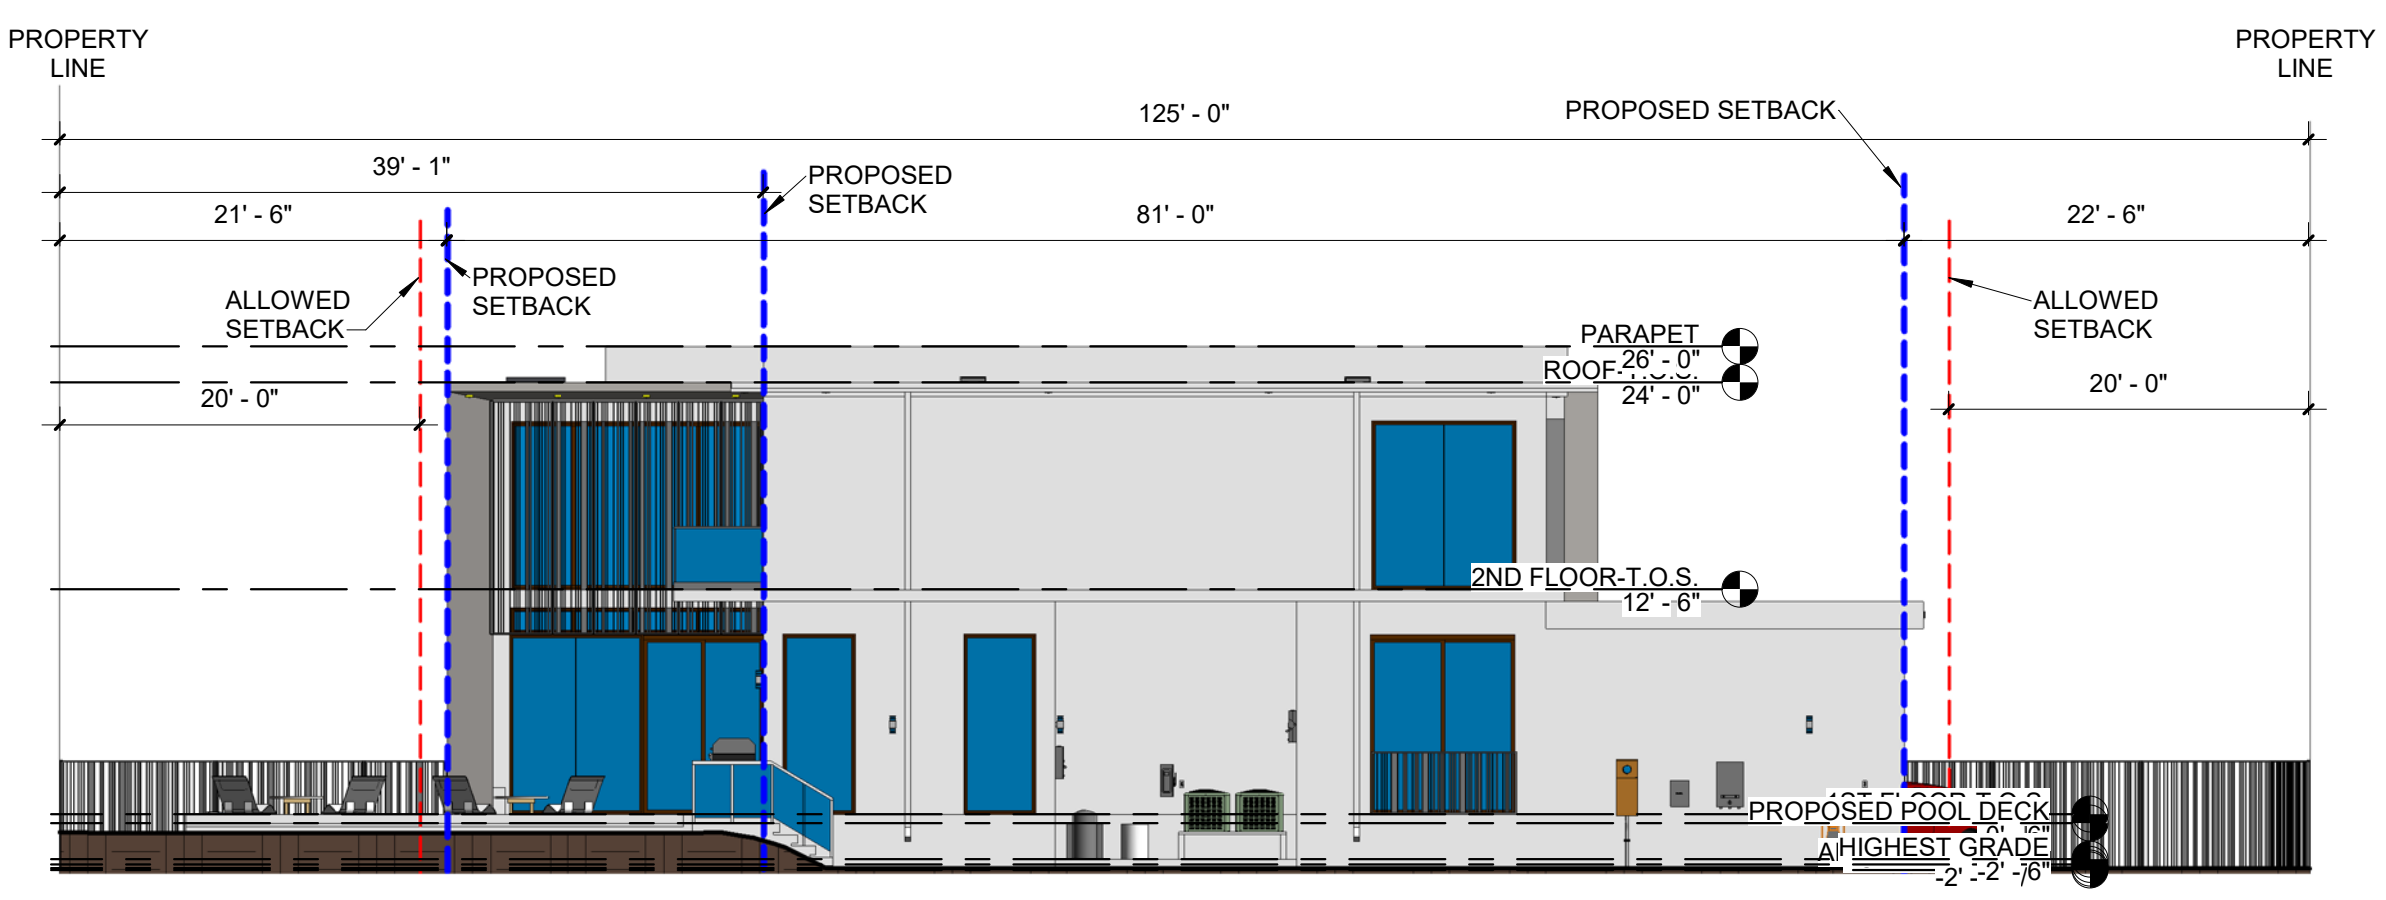 PROPERTY
LINE
PROPERTY
LINE
125' - 0"
PROPOSED SETBACK
39' - 1"
PROPOSED
SETBACK
21' - 6"
81' - 0"
22' - 6"
PROPOSED
SETBACK
ALLOWED
SETBACK
ALLOWED
SETBACK
PARAPET
26' - 0"
ROOF-T.O.S.
24' - 0"
20' - 0"
20' - 0"
2ND FLOOR-T.O.S.
12' - 6"
1ST FLOOR-T.O.S.
PROPOSED POOL DECK
HIGHEST GRADE